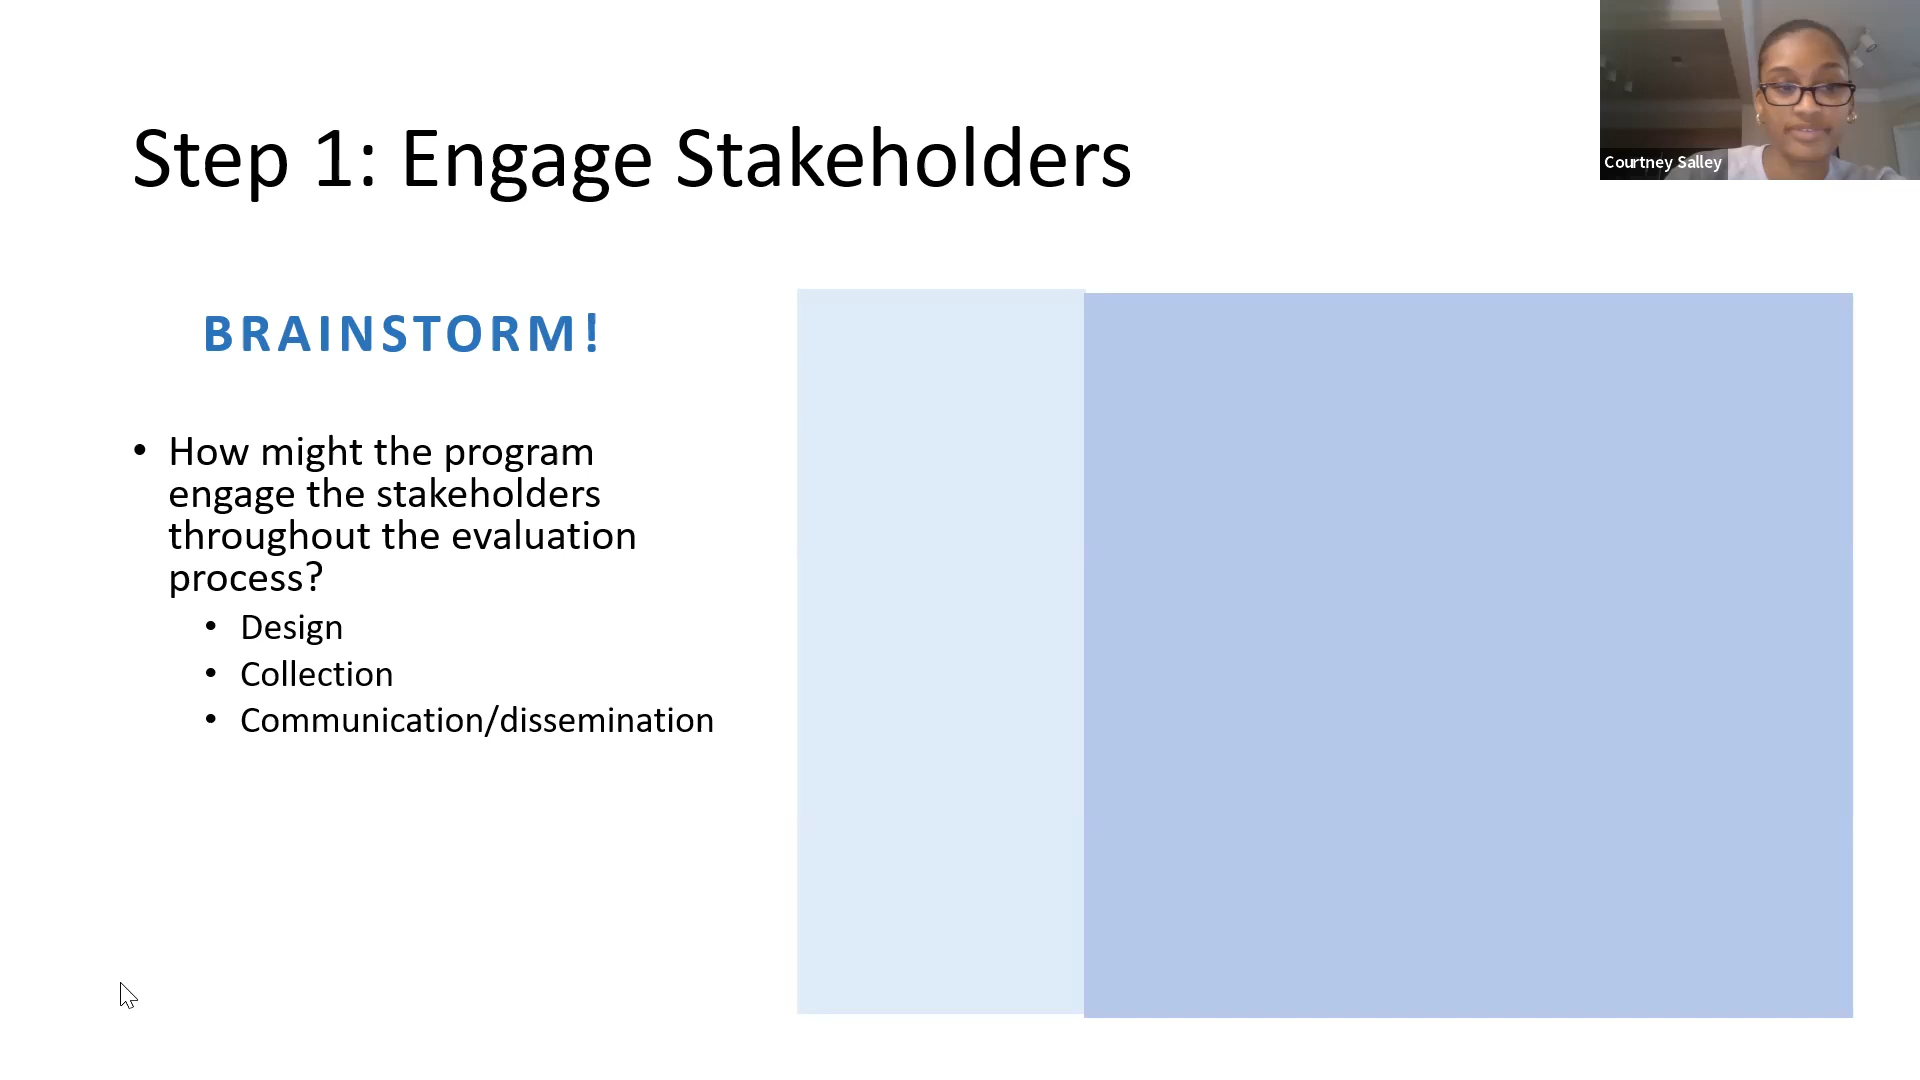 Step 1: Engage Stakeholders
Courtney Salley
BRAINSTORM!
• How might the program
engage the stakeholders
throughout the evaluation
process?
• Design
• Collection
• Communication/dissemination